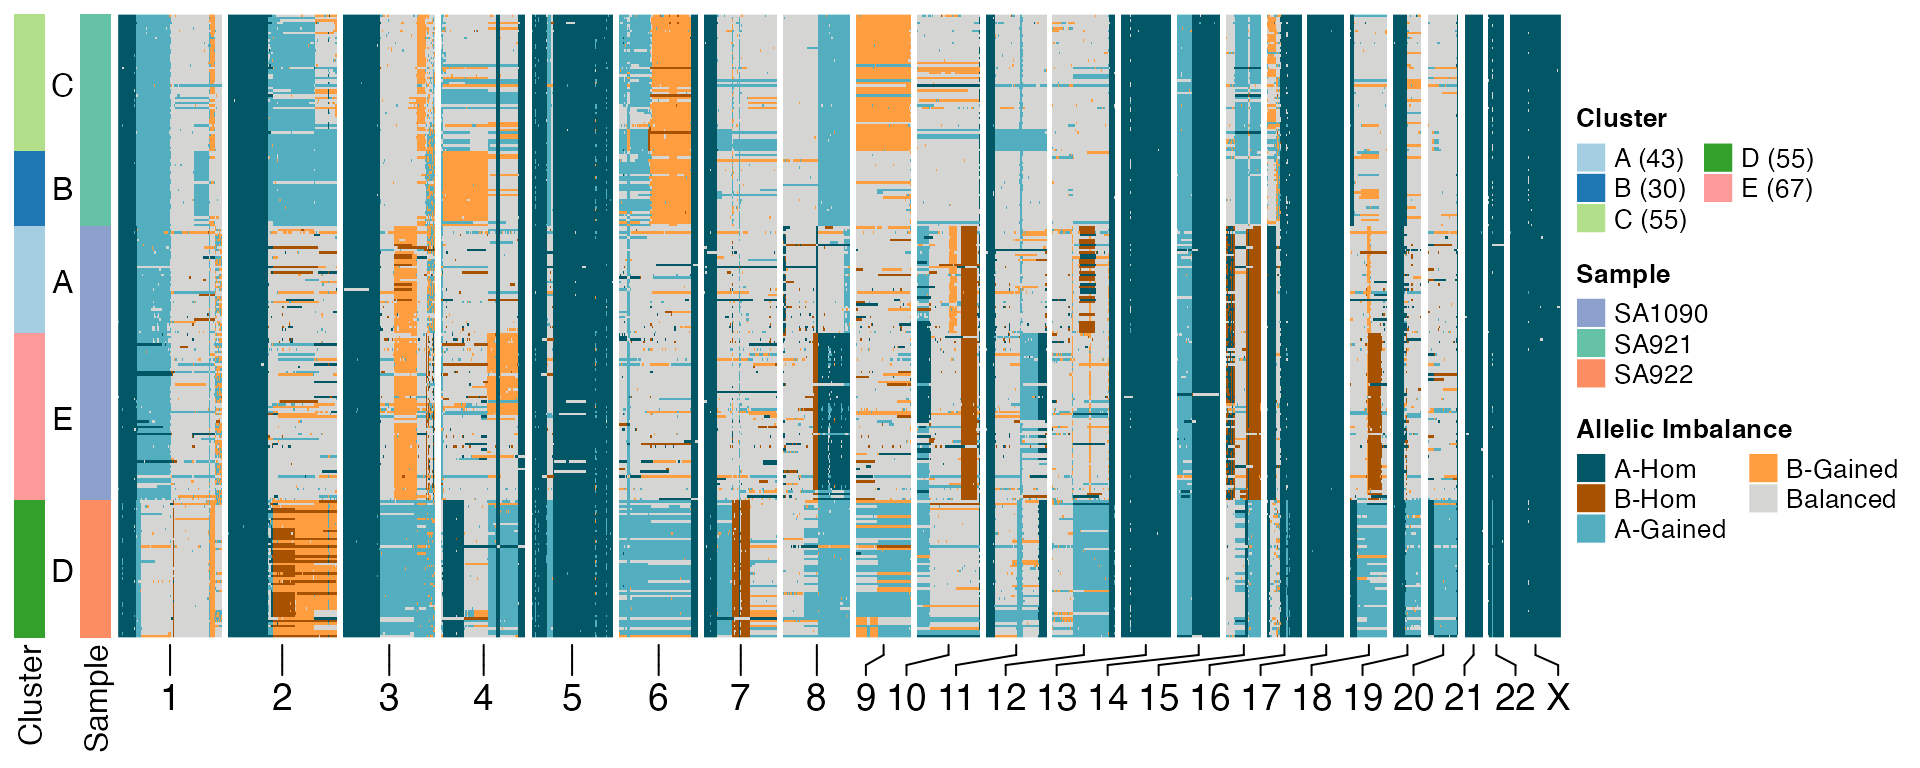 C
B
A
E
D
Cluster
Sample
1 2 3 4 5 6 7 8 9 10 11 12 13 14 15 16 17 18 19 20 21 22 X
Cluster
A (43) D (55)
B (30) E (67)
C (55)
Sample
SA1090
SA921
SA922
Allelic Imbalance
A-Hom B-Gained
B-Hom Balanced
A-Gained